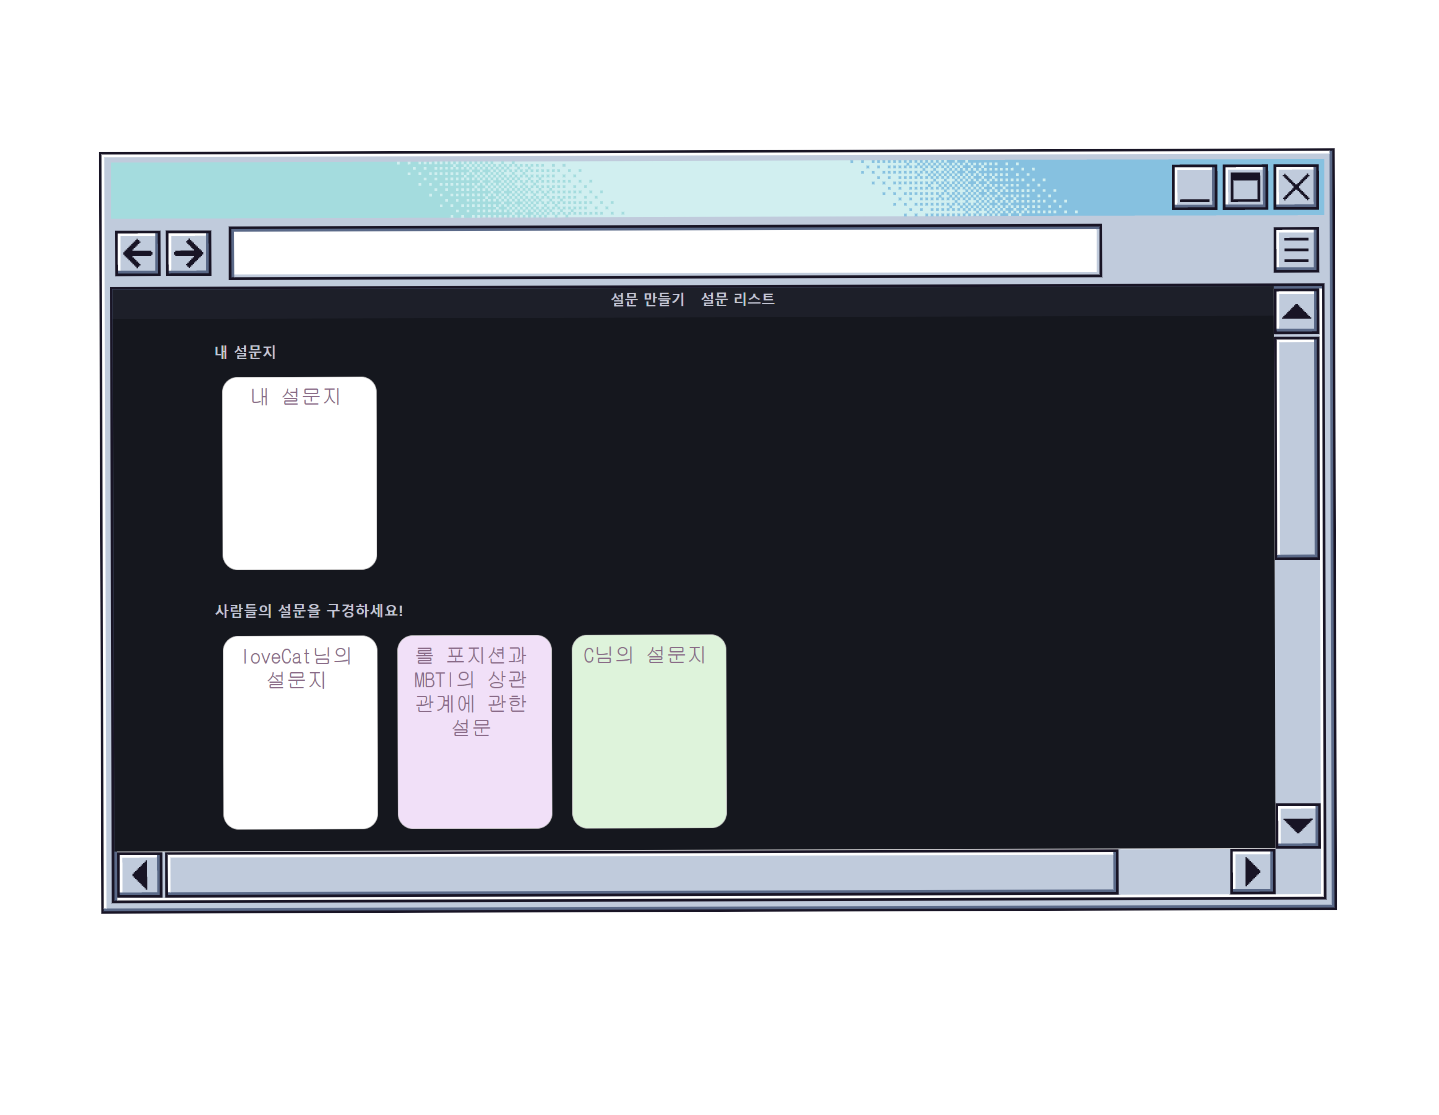 설문 만들기 설문 리스트
내 설문지
내 설문지
사람들의 설문을 구경하세요!
loveCat님의
설문지
롤 포지션과
MBTI의 상관
관계에 관한
설문
C님의 설문지